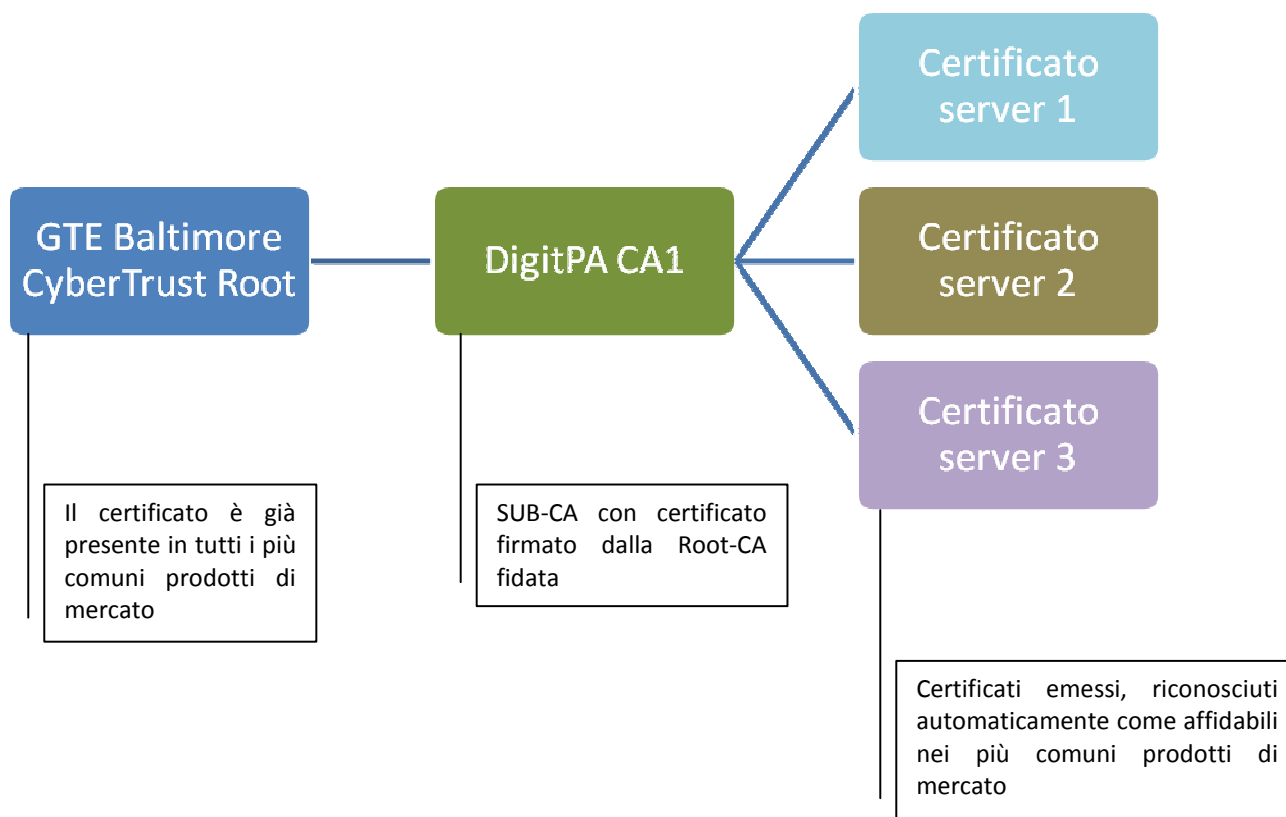 GTE Baltimore
CyberTrust Root
DigitPA CA1
Certificato
server 1
Certificato
server 2
Certificato
server 3
Il certificato è già
presente in tutti i più
comuni prodotti di
mercato
SUB-CA con certificato
firmato dalla Root-CA
fidata
Certificati emessi, riconosciuti
automaticamente come affidabili
nei più comuni prodotti di
mercato